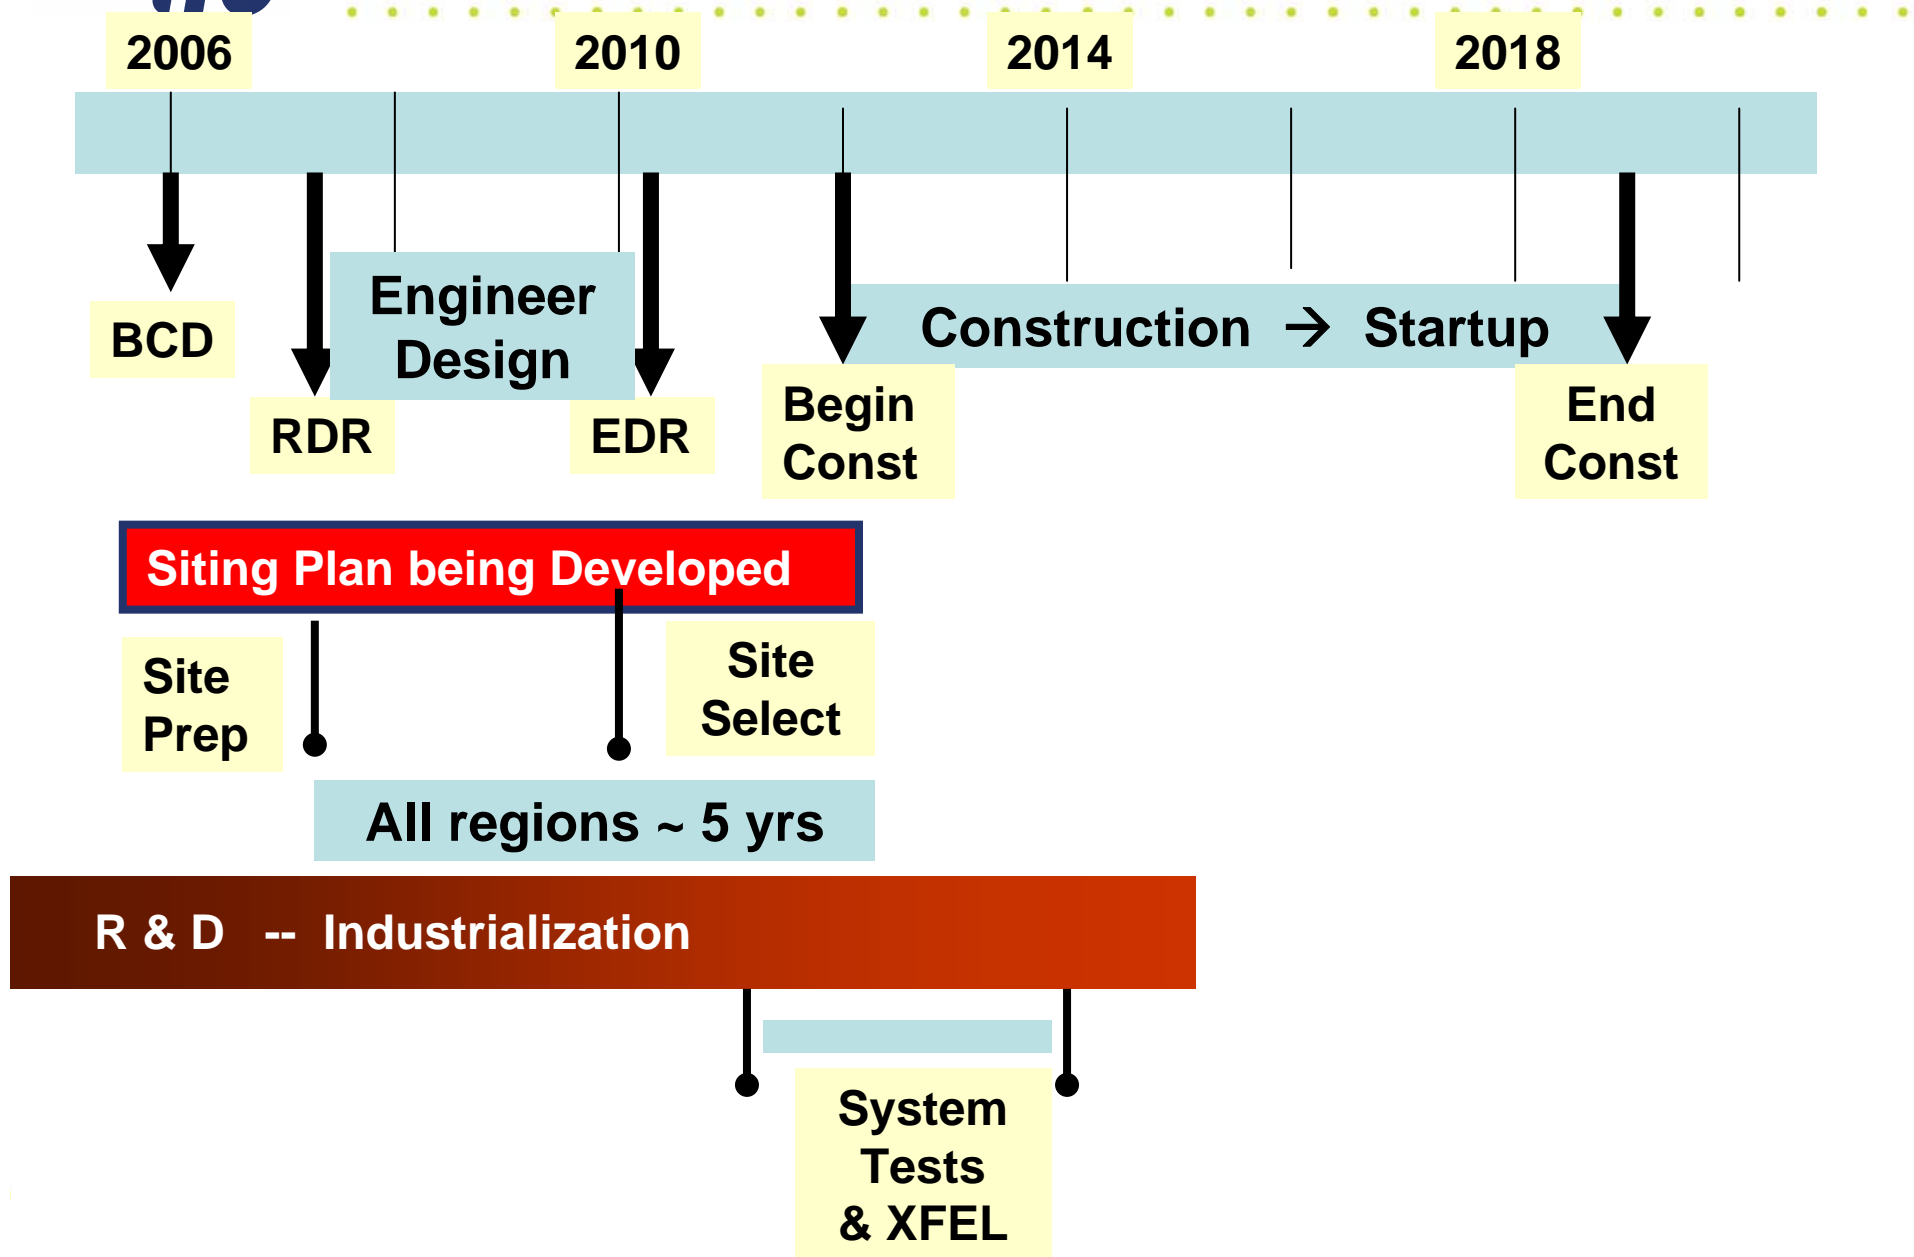 2006 2010 2014 2018
BCD
RDR
Engineer
Design
EDR
Begin
Const
Construction → Startup
End
Const
Siting Plan being Developed
Site
Prep
Site
Select
All regions ~ 5 yrs
R & D -- Industrialization
System
Tests
& XFEL